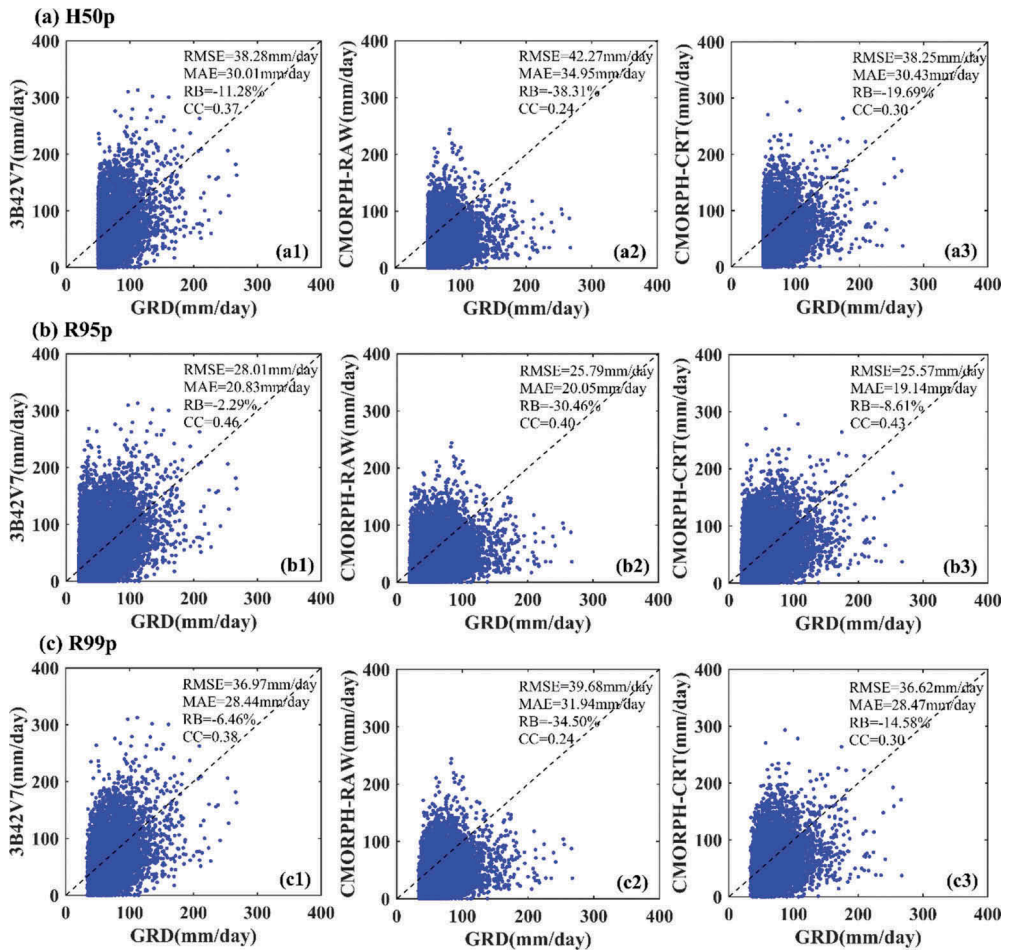 (a) H50p
400
300
200
100
0
3B42V7(mm/day)
RMSE=38.28mm/day
MAE=30.01mm/day
RB=-11.28%
CC=0.37
(a1)
0 100 200 300 400
GRD(mm/day)
400
300
200
100
0
CMORPH-RAW(mm/day)
RMSE=42.27mm/day
MAE=34.95mm/day
RB=-38.31%
CC=0.24
(a2)
0 100 200 300 400
GRD(mm/day)
400
300
200
100
0
CMORPH-CRT(mm/day)
RMSE=38.25mm/day
MAE=30.43mm/day
RB=-19.69%
CC=0.30
(a3)
0 100 200 300 400
GRD(mm/day)
(b) R95p
400
300
200
100
0
3B42V7(mm/day)
RMSE=28.01mm/day
MAE=20.83mm/day
RB=-2.29%
CC=0.46
(b1)
0 100 200 300 400
GRD(mm/day)
400
300
200
100
0
CMORPH-RAW(mm/day)
RMSE=25.79mm/day
MAE=20.05mm/day
RB=-30.46%
CC=0.40
(b2)
0 100 200 300 400
GRD(mm/day)
400
300
200
100
0
CMORPH-CRT(mm/day)
RMSE=25.57mm/day
MAE=19.14mm/day
RB=-8.61%
CC=0.43
(b3)
0 100 200 300 400
GRD(mm/day)
(c) R99p
400
300
200
100
0
3B42V7(mm/day)
RMSE=36.97mm/day
MAE=28.44mm/day
RB=-6.46%
CC=0.38
(c1)
0 100 200 300 400
GRD(mm/day)
400
300
200
100
0
CMORPH-RAW(mm/day)
RMSE=39.68mm/day
MAE=31.94mm/day
RB=-34.50%
CC=0.24
(c2)
0 100 200 300 400
GRD(mm/day)
400
300
200
100
0
CMORPH-CRT(mm/day)
RMSE=36.62mm/day
MAE=28.47mm/day
RB=-14.58%
CC=0.30
(c3)
0 100 200 300 400
GRD(mm/day)